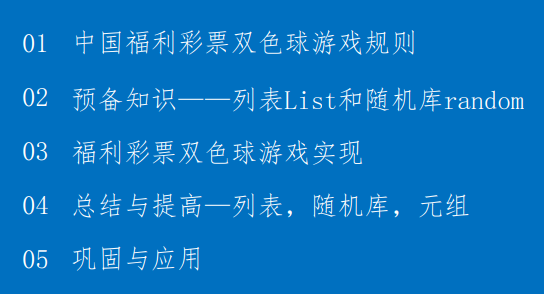 01 中国福利彩票双色球游戏规则
02 预备知识——列表List和随机库random
03 福利彩票双色球游戏实现
04 总结与提高—列表，随机库，元组
05 巩固与应用